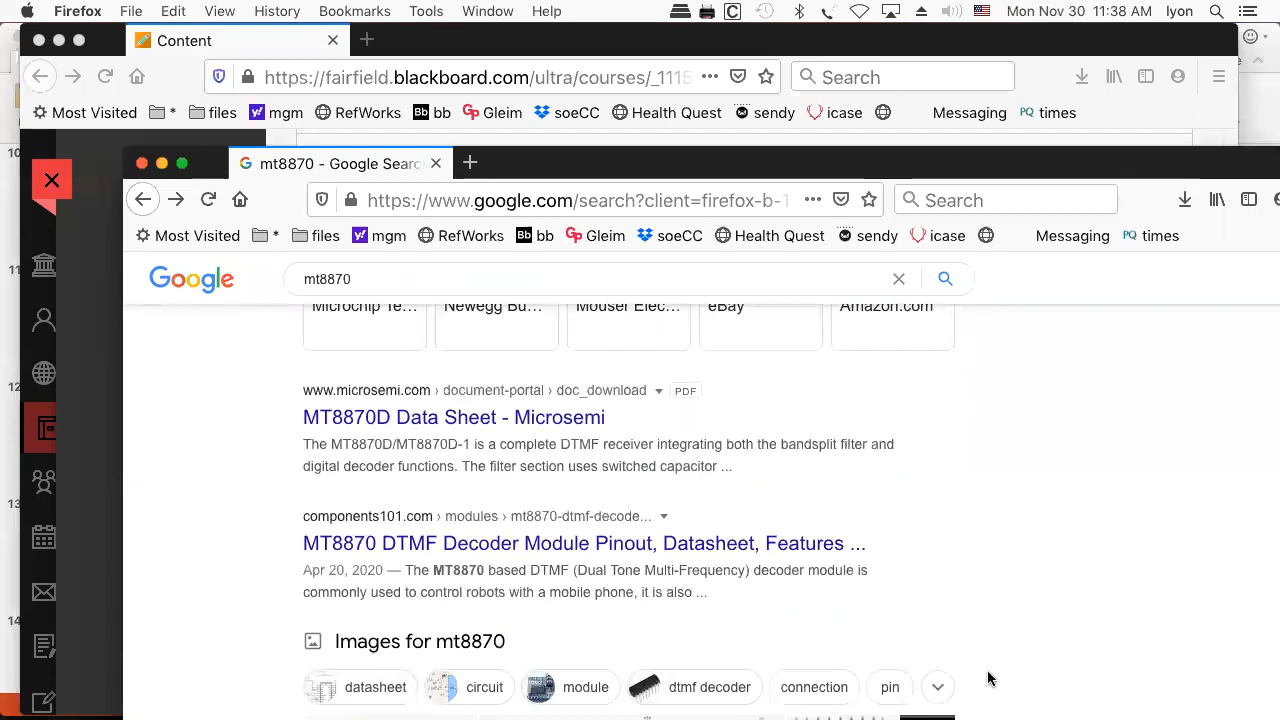 Firefox File Edit View History Bookmarks Tools Window Help Mon Nov 30 11:38 AM lyon
Content
https://fairfield.blackboard.com/ultra/courses/_1115 Search
Most Visited * files mgm RefWorks bb Gleim soeCC Health Quest sendy icase Messaging PQ times
mt8870 - Google Searc
https://www.google.com/search?client=firefox-b-1 Search
Most Visited * files mgm RefWorks bb Gleim soeCC Health Quest sendy icase Messaging PQ times
Google mt8870
Microchip Te... Newegg Bu... Mouser Elec... eBay Amazon.com
www.microsemi.com › document-portal › doc_download PDF
MT8870D Data Sheet - Microsemi
The MT8870D/MT8870D-1 is a complete DTMF receiver integrating both the bandsplit filter and
digital decoder functions. The filter section uses switched capacitor ...
components101.com › modules › mt8870-dtmf-decode...
MT8870 DTMF Decoder Module Pinout, Datasheet, Features ...
Apr 20, 2020 — The MT8870 based DTMF (Dual Tone Multi-Frequency) decoder module is
commonly used to control robots with a mobile phone, it is also ...
Images for mt8870
datasheet circuit module dtmf decoder connection pin
10
11
12
13
14